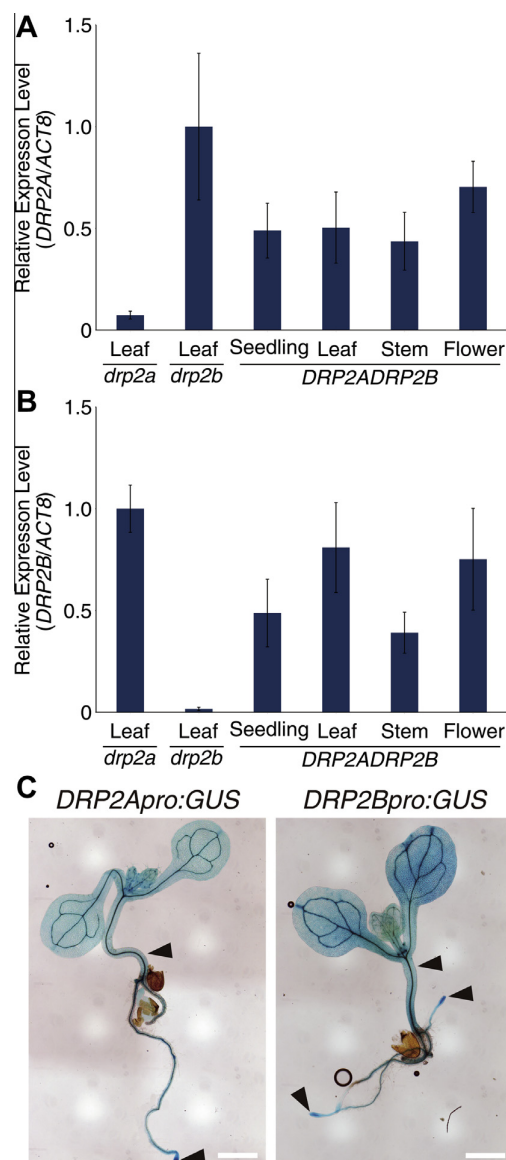 A
Relative Expresson Level
(DRP2A/ACT8)
1.5
1.0
0.5
0
Leaf Leaf Seedling Leaf Stem Flower
drp2a drp2b DRP2ADRP2B
B
Relative Expresson Level
(DRP2B/ACT8)
1.5
1.0
0.5
0
Leaf Leaf Seedling Leaf Stem Flower
drp2a drp2b DRP2ADRP2B
C
DRP2Apro:GUS DRP2Bpro:GUS